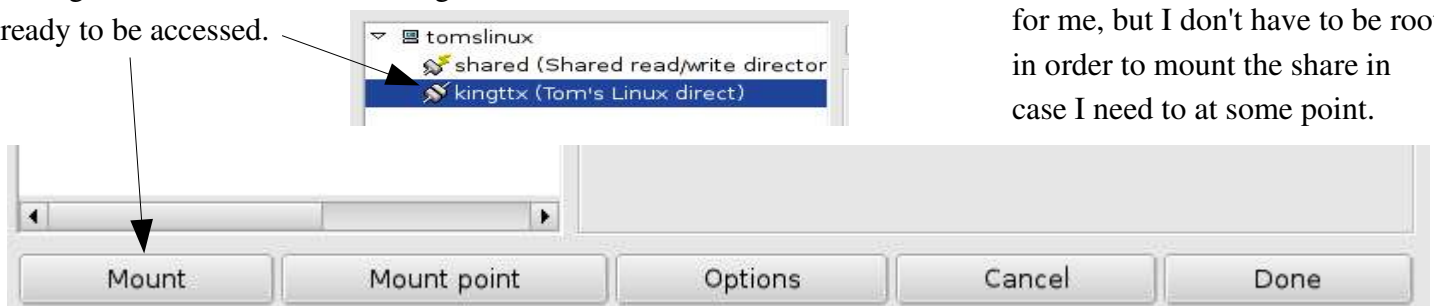 ready to be accessed.
tomslinux
shared (Shared read/write director
kingttx (Tom's Linux direct)
for me, but I don't have to be roo
in order to mount the share in
case I need to at some point.
Mount
Mount point
Options
Cancel
Done